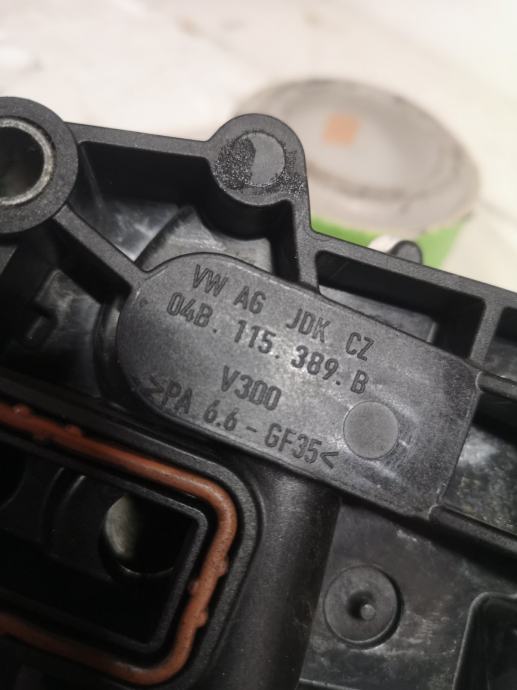 VW AG JDK CZ
04B. 115. 389. B
V300
>PA 6.6-GF35<